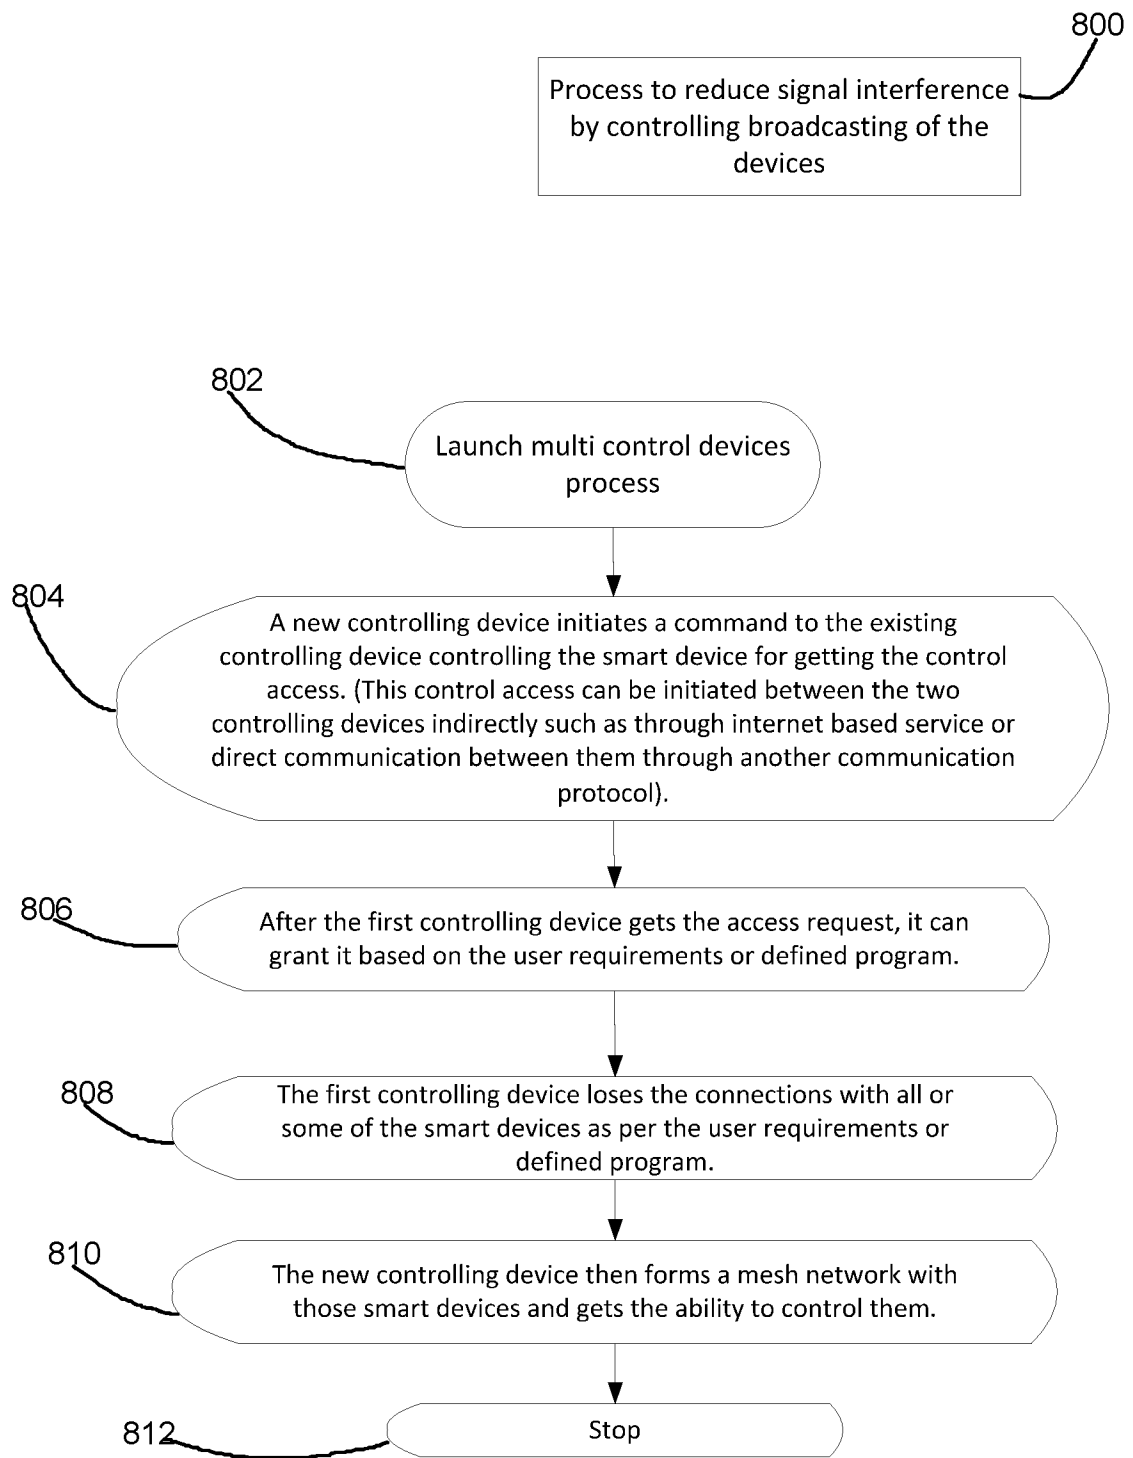 800
Process to reduce signal interference
by controlling broadcasting of the
devices
802
Launch multi control devices
process
804
A new controlling device initiates a command to the existing
controlling device controlling the smart device for getting the control
access. (This control access can be initiated between the two
controlling devices indirectly such as through internet based service or
direct communication between them through another communication
protocol).
806
After the first controlling device gets the access request, it can
grant it based on the user requirements or defined program.
808
The first controlling device loses the connections with all or
some of the smart devices as per the user requirements or
defined program.
810
The new controlling device then forms a mesh network with
those smart devices and gets the ability to control them.
812
Stop